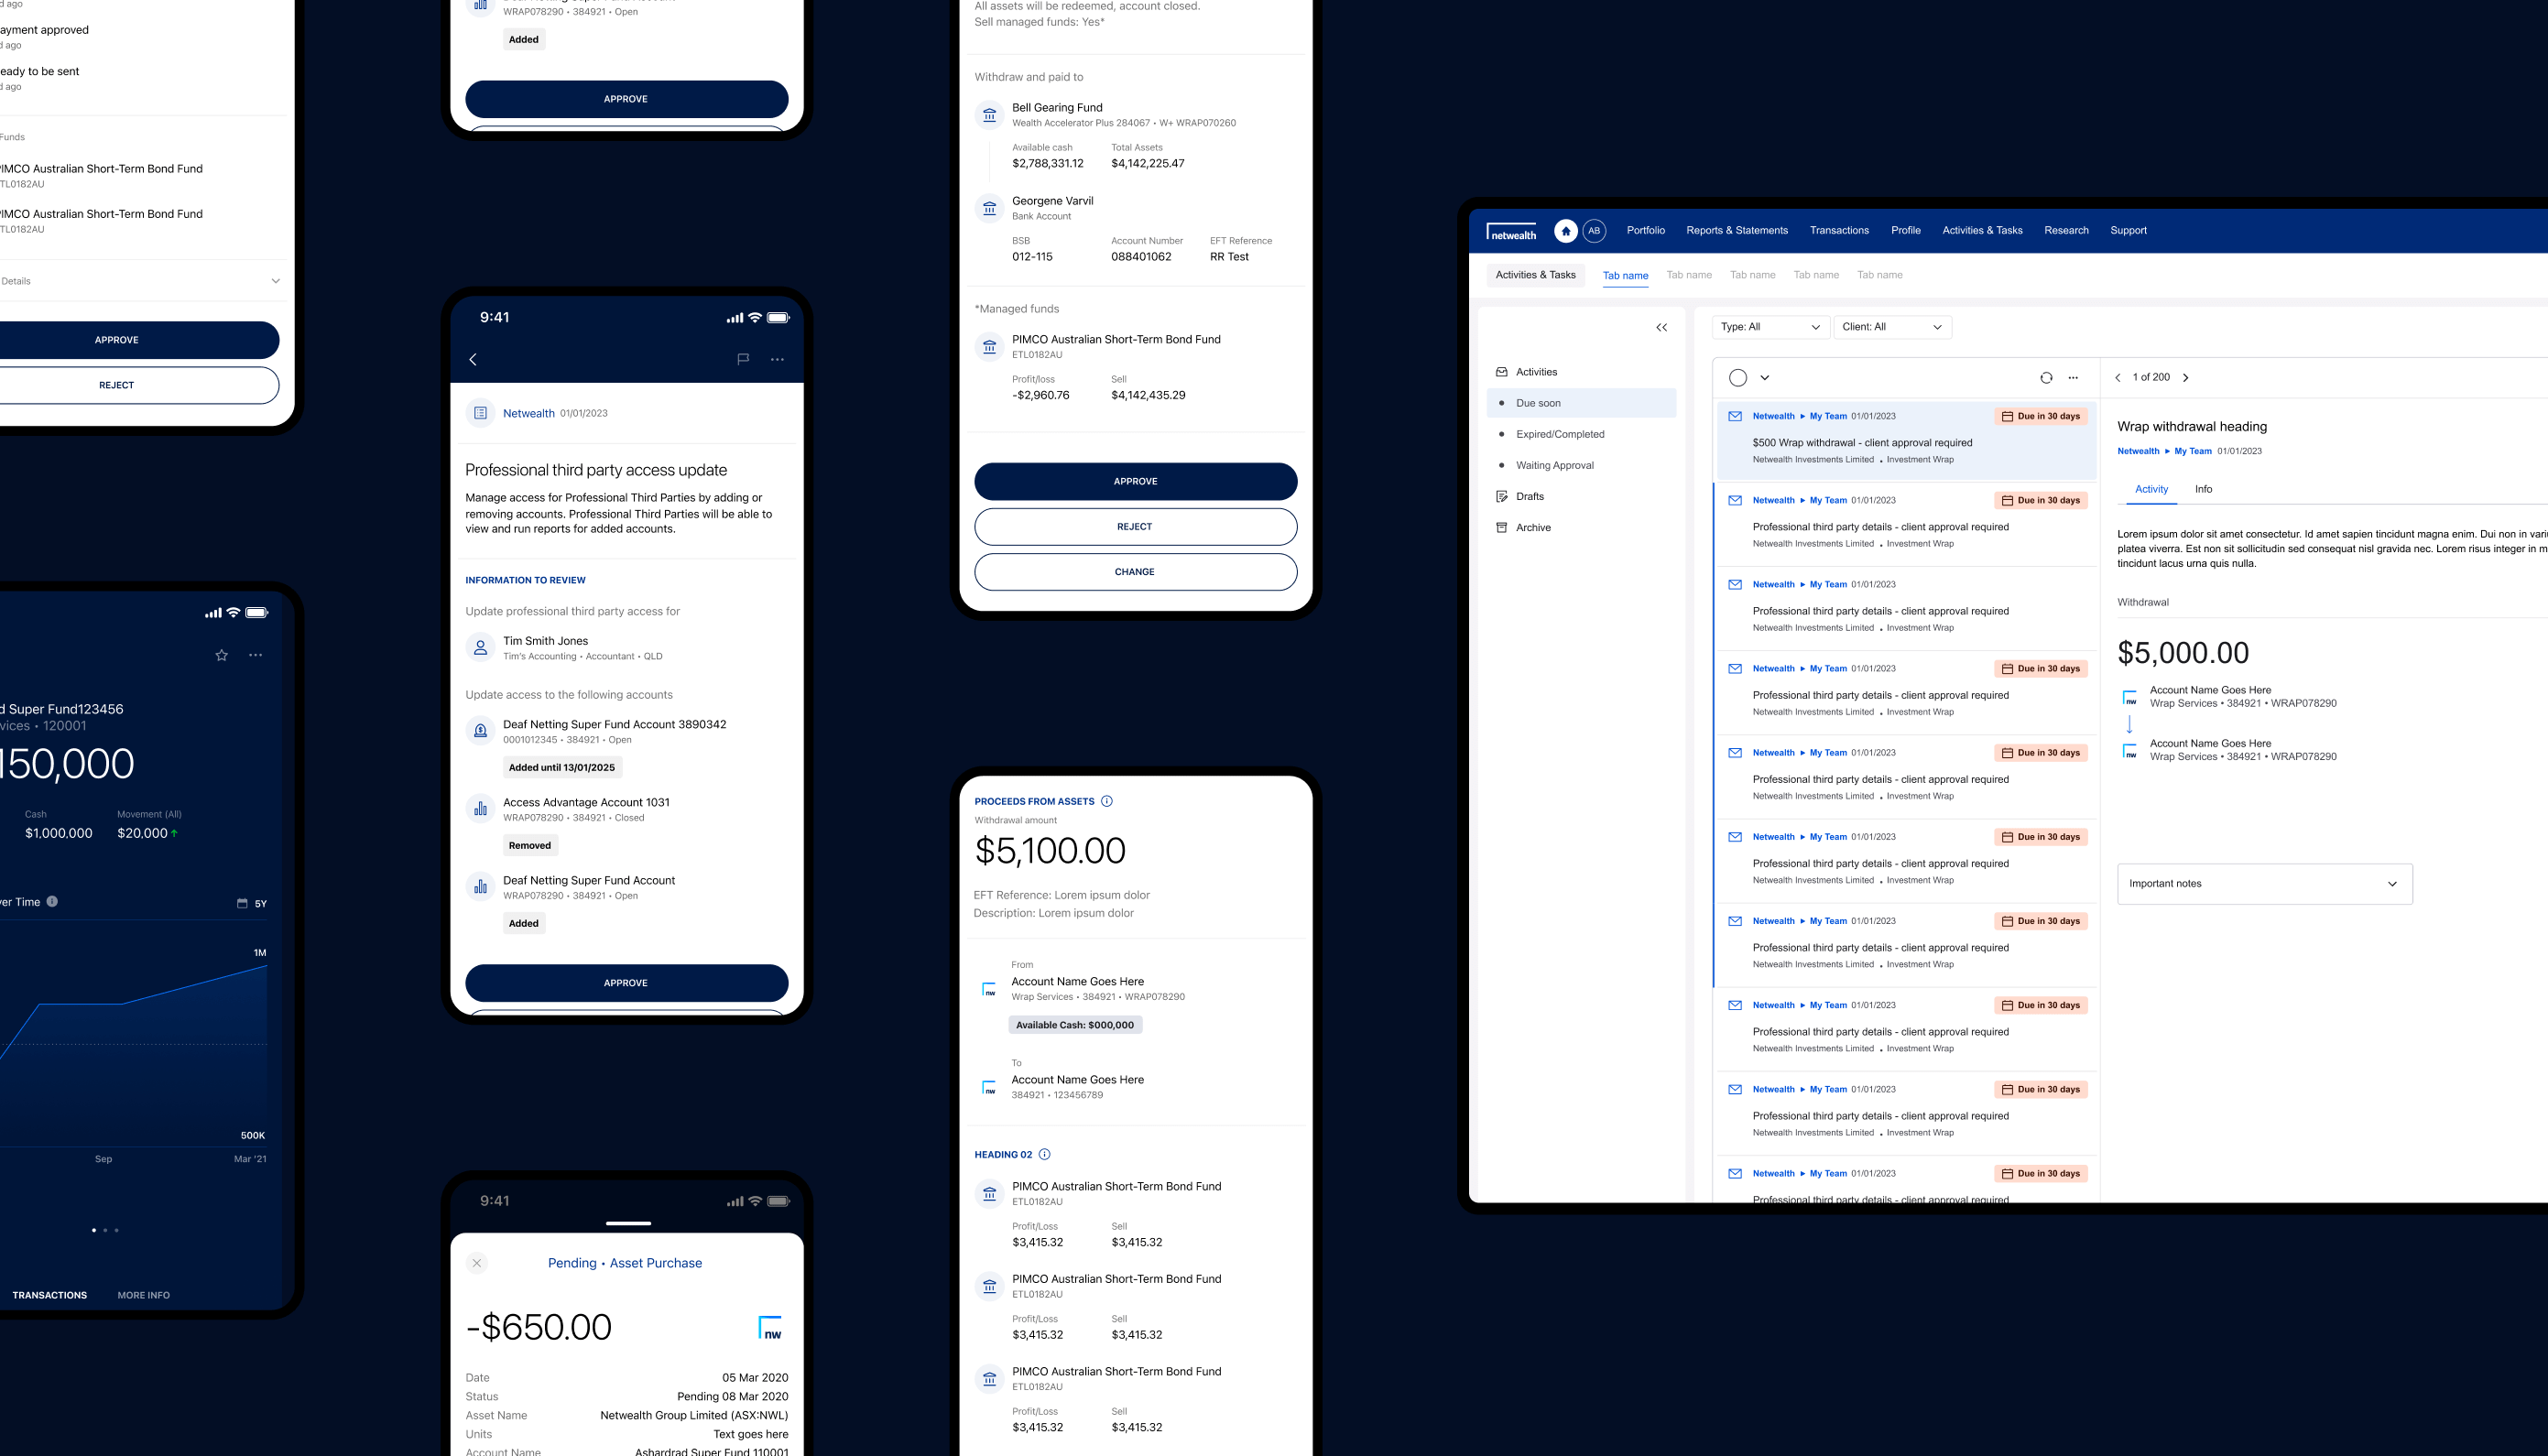 ayment approved
d ago
eady to be sent
d ago
Funds
PIMCO Australian Short-Term Bond Fund
ETL0182AU
PIMCO Australian Short-Term Bond Fund
ETL0182AU
Details
APPROVE
REJECT
d Super Fund123456
vices • 120001
150,000
Cash
Movement (All)
$1,000,000
$20,000
ver Time
5Y
1M
500K
Sep
Mar '21
TRANSACTIONS
MORE INFO
WRAP078290 • 384921 • Open
Added
APPROVE
9:41
Netwealth 01/01/2023
Professional third party access update
Manage access for Professional Third Parties by adding or
removing accounts. Professional Third Parties will be able to
view and run reports for added accounts.
INFORMATION TO REVIEW
Update professional third party access for
Tim Smith Jones
Tim's Accounting • Accountant • QLD
Update access to the following accounts
Deaf Netting Super Fund Account 3890342
0001012345 • 384921 • Open
Added until 13/01/2025
Access Advantage Account 1031
WRAP078290 • 384921 • Closed
Removed
Deaf Netting Super Fund Account
WRAP078290 • 384921 • Open
Added
APPROVE
9:41
Pending • Asset Purchase
-$650.00
nw
Date 05 Mar 2020
Status Pending 08 Mar 2020
Asset Name Netwealth Group Limited (ASX:NWL)
Units Text goes here
Account Name Ashardrad Super Fund 110001
All assets will be redeemed, account closed.
Sell managed funds: Yes*
Withdraw and paid to
Bell Gearing Fund
Wealth Accelerator Plus 284067 • W+ WRAP070260
Available cash Total Assets
$2,788,331.12 $4,142,225.47
Georgene Varvil
Bank Account
BSB Account Number EFT Reference
012-115 088401062 RR Test
*Managed funds
PIMCO Australian Short-Term Bond Fund
ETL0182AU
Profit/loss Sell
-$2,960.76 $4,142,435.29
APPROVE
REJECT
CHANGE
PROCEEDS FROM ASSETS
Withdrawal amount
$5,100.00
EFT Reference: Lorem ipsum dolor
Description: Lorem ipsum dolor
From
nw
Account Name Goes Here
Wrap Services • 384921 • WRAP078290
Available Cash: $000,000
To
nw
Account Name Goes Here
384921 • 123456789
HEADING 02
PIMCO Australian Short-Term Bond Fund
ETL0182AU
Profit/Loss Sell
$3,415.32 $3,415.32
PIMCO Australian Short-Term Bond Fund
ETL0182AU
Profit/Loss Sell
$3,415.32 $3,415.32
PIMCO Australian Short-Term Bond Fund
ETL0182AU
Profit/Loss Sell
$3,415.32 $3,415.32
netwealth AB Portfolio Reports & Statements Transactions Profile Activities & Tasks Research Support
Activities & Tasks Tab name Tab name Tab name Tab name Tab name
Activities
Due soon
Expired/Completed
Waiting Approval
Drafts
Archive
Type: All Client: All
Netwealth ▸ My Team 01/01/2023 Due in 30 days
$500 Wrap withdrawal - client approval required
Netwealth Investments Limited • Investment Wrap
Netwealth ▸ My Team 01/01/2023 Due in 30 days
Professional third party details - client approval required
Netwealth Investments Limited • Investment Wrap
Netwealth ▸ My Team 01/01/2023
Professional third party details - client approval required
Netwealth Investments Limited • Investment Wrap
Netwealth ▸ My Team 01/01/2023 Due in 30 days
Professional third party details - client approval required
Netwealth Investments Limited • Investment Wrap
Netwealth ▸ My Team 01/01/2023 Due in 30 days
Professional third party details - client approval required
Netwealth Investments Limited • Investment Wrap
Netwealth ▸ My Team 01/01/2023 Due in 30 days
Professional third party details - client approval required
Netwealth Investments Limited • Investment Wrap
Netwealth ▸ My Team 01/01/2023 Due in 30 days
Professional third party details - client approval required
Netwealth Investments Limited • Investment Wrap
Netwealth ▸ My Team 01/01/2023 Due in 30 days
Professional third party details - client approval required
Netwealth Investments Limited • Investment Wrap
Netwealth ▸ My Team 01/01/2023 Due in 30 days
Professional third party details - client approval required
Netwealth Investments Limited • Investment Wrap
Netwealth ▸ My Team 01/01/2023 Due in 30 days
Professional third party details - client approval required
1 of 200
Wrap withdrawal heading
Netwealth ▸ My Team 01/01/2023
Activity Info
Lorem ipsum dolor sit amet consectetur. Id amet sapien tincidunt magna enim. Dui non in vari
platea viverra. Est non sit sollicitudin sed consequat nisl gravida nec. Lorem risus integer in m
tincidunt lacus urna quis nulla.
Withdrawal
$5,000.00
nw
Account Name Goes Here
Wrap Services • 384921 • WRAP078290
nw
Account Name Goes Here
Wrap Services • 384921 • WRAP078290
Important notes